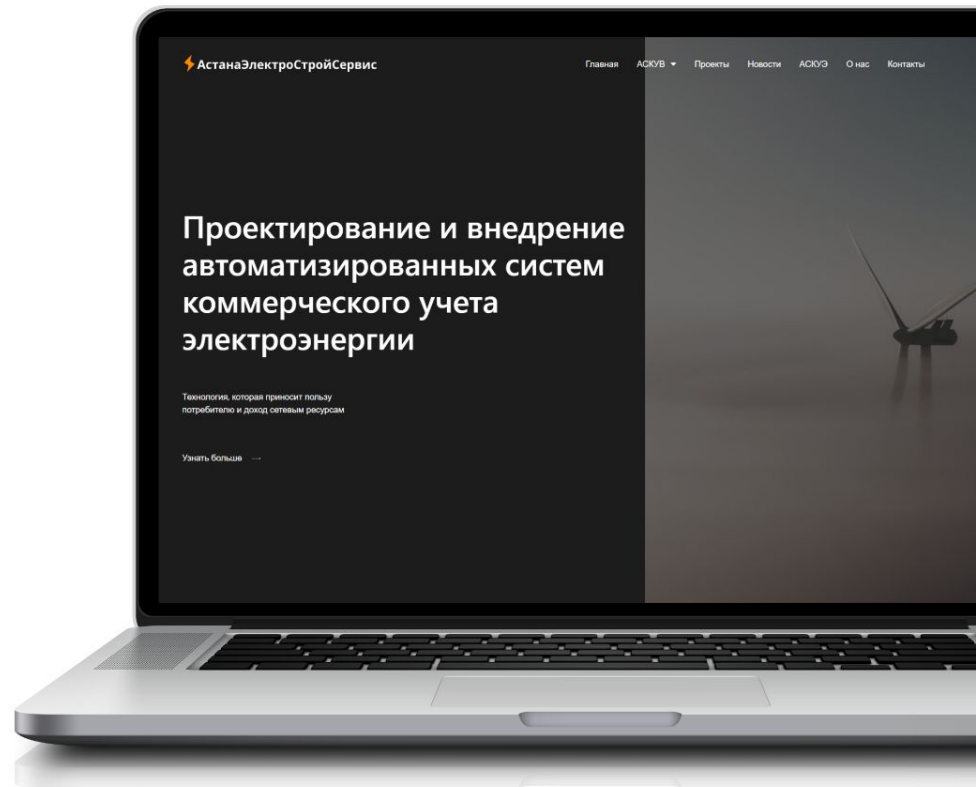 АстанаЭлектроСтройСервис
Главная АСКУВ Проекты Новости АСКУЭ О нас Контакты
Проектирование и внедрение
автоматизированных систем
коммерческого учета
электроэнергии
Технология, которая приносит пользу
потребителю и доход сетевым ресурсам
Узнать больше →